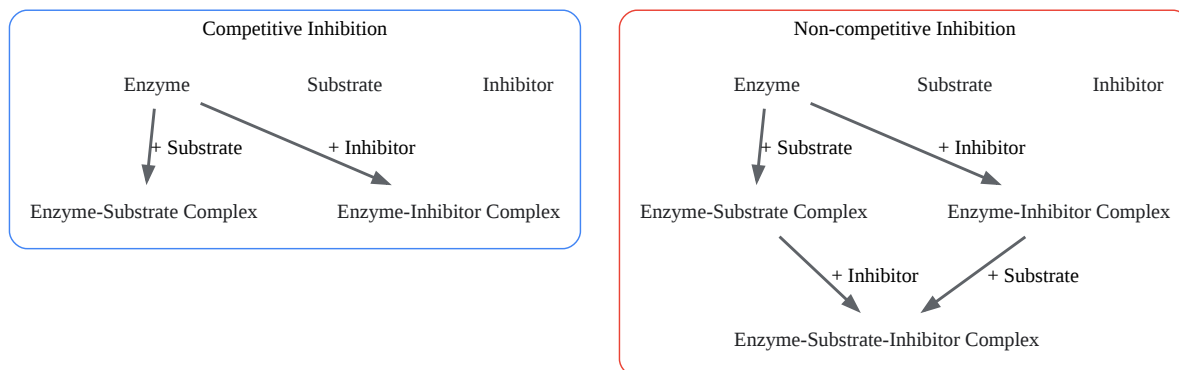 Competitive Inhibition
Enzyme Substrate Inhibitor
+ Substrate + Inhibitor
Enzyme-Substrate Complex Enzyme-Inhibitor Complex
Non-competitive Inhibition
Enzyme Substrate Inhibitor
+ Substrate + Inhibitor
Enzyme-Substrate Complex Enzyme-Inhibitor Complex
+ Inhibitor + Substrate
Enzyme-Substrate-Inhibitor Complex